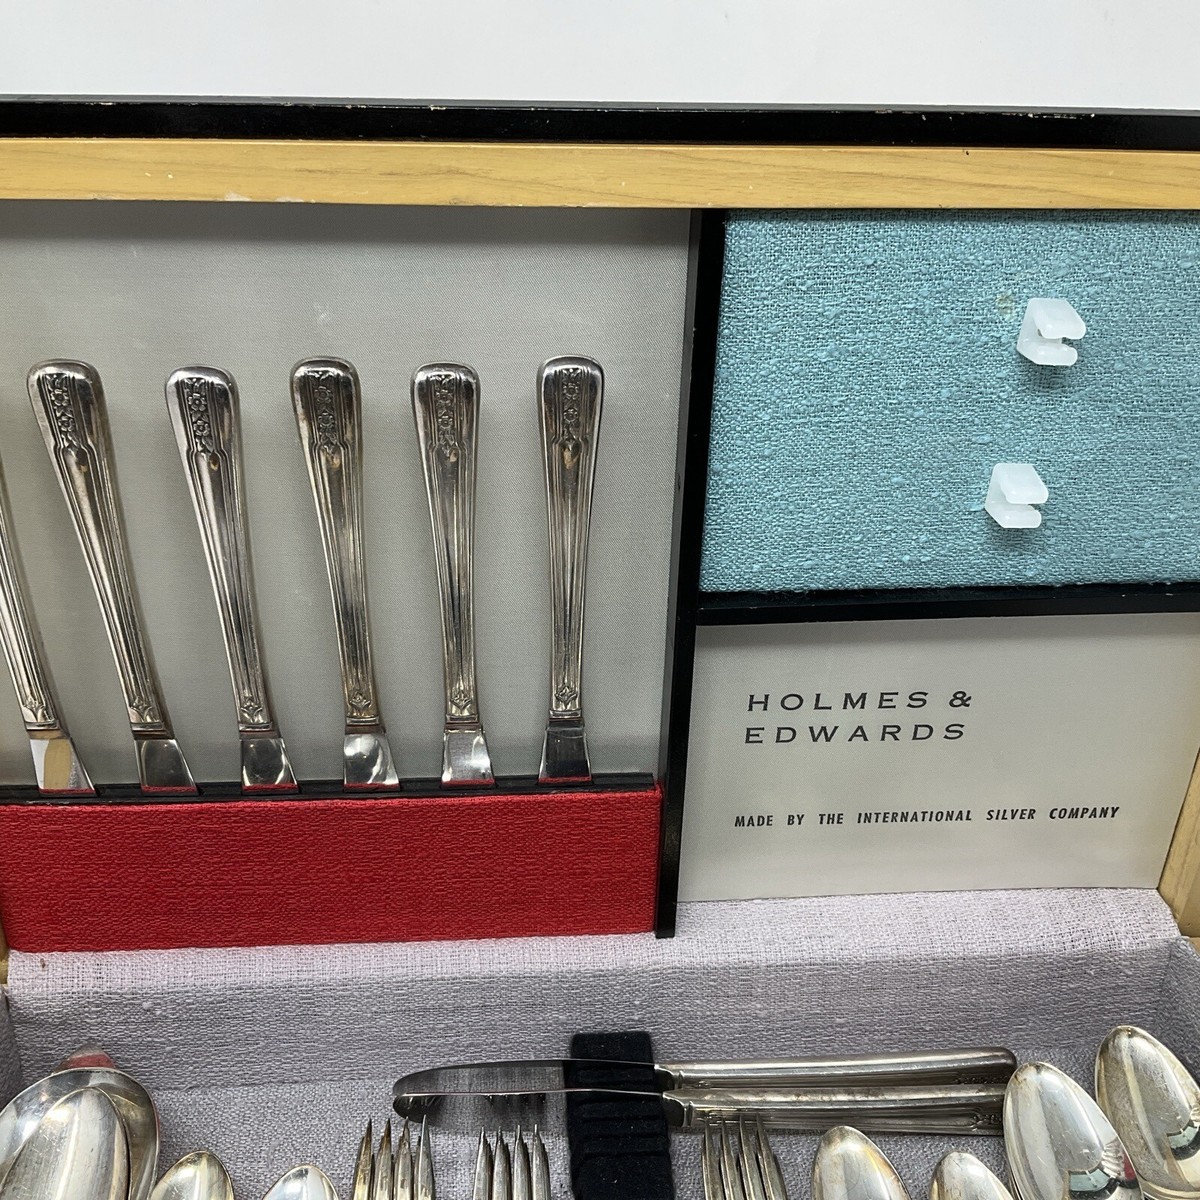 HOLMES &
EDWARDS
MADE BY THE INTERNATIONAL SILVER COMPANY